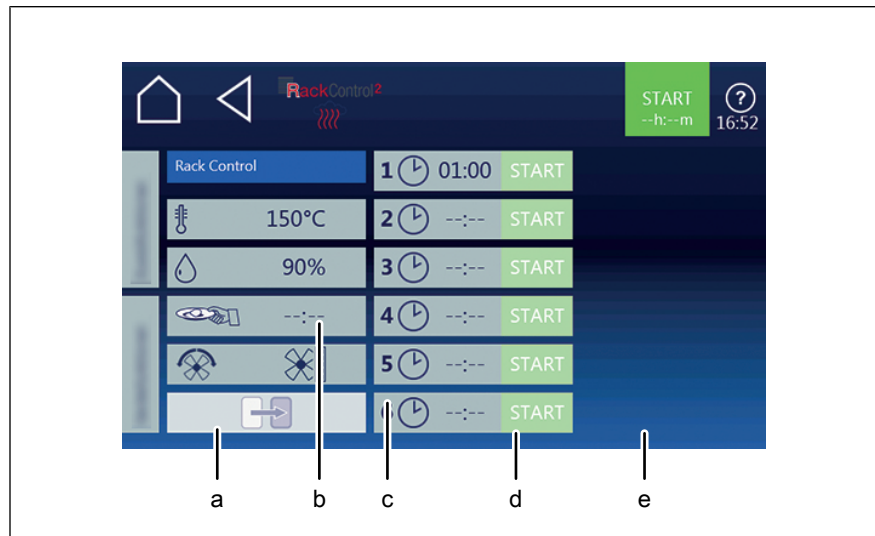 RackControl²
START
--h:--m
?
16:52
Rack Control
150°C
90%
--:--
1 01:00 START
2 --:-- START
3 --:-- START
4 --:-- START
5 --:-- START
6 --:-- START
a b c d e